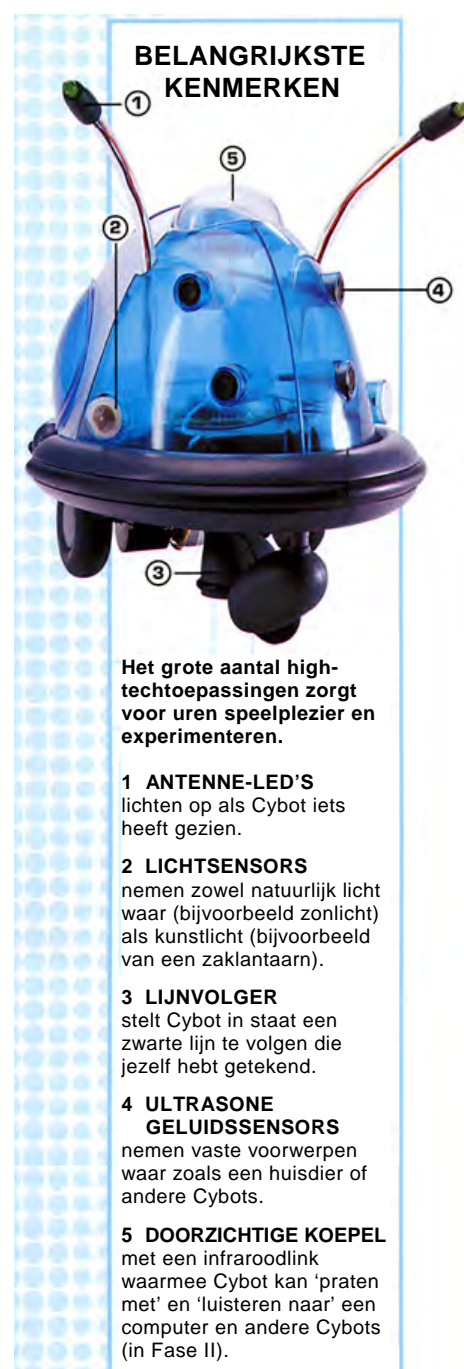 BELANGRIJKSTE
KENMERKEN
1
5
2
4
3
Het grote aantal high-
techtoepassingen zorgt
voor uren speelplezier en
experimenteren.
1 ANTENNE-LED'S
lichten op als Cybot iets
heeft gezien.
2 LICHTSENSORS
nemen zowel natuurlijk licht
waar (bijvoorbeeld zonlicht)
als kunstlicht (bijvoorbeeld
van een zaklantaarn).
3 LIJNVOLGER
stelt Cybot in staat een
zwarte lijn te volgen die
jezelf hebt getekend.
4 ULTRASONE
GELUIDSSENSORS
nemen vaste voorwerpen
waar zoals een huisdier of
andere Cybots.
5 DOORZICHTIGE KOEPEL
met een infraroodlink
waarmee Cybot kan ‘praten
met’ en ‘luisteren naar’ een
computer en andere Cybots
(in Fase II).